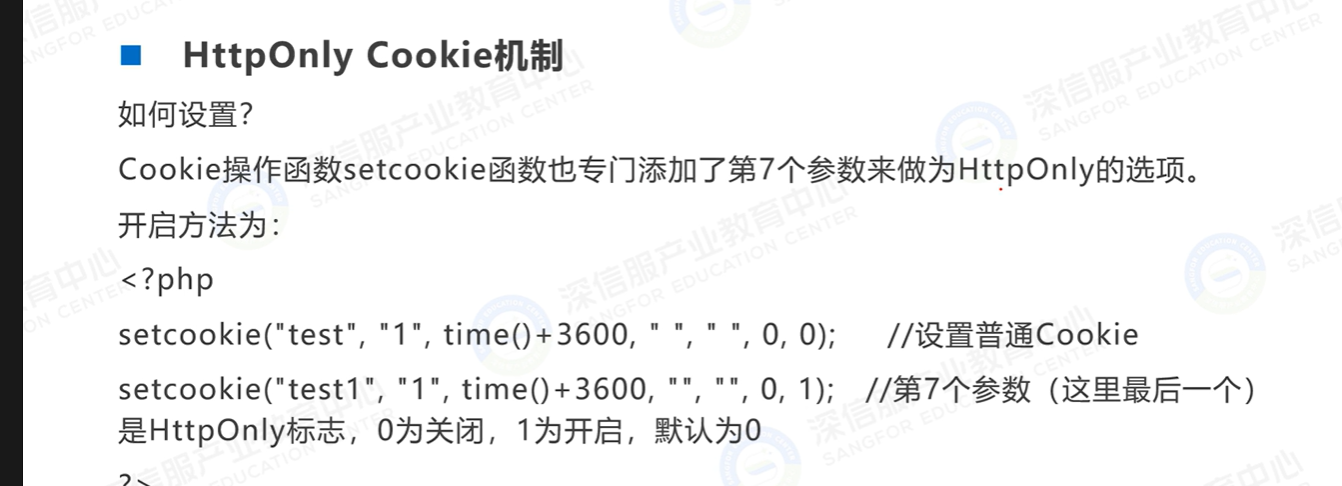 HttpOnly Cookie机制
如何设置?
Cookie操作函数setcookie函数也专门添加了第7个参数来做为HttpOnly的选项。
开启方法为：
<?php
setcookie("test", "1", time()+3600, " ", " ", 0, 0); //设置普通Cookie
setcookie("test1", "1", time()+3600, "", "", 0, 1); //第7个参数（这里最后一个）
是HttpOnly标志，0为关闭，1为开启，默认为0
?>
深信服产业教育中心
SANGFOR EDUCATION CENTER